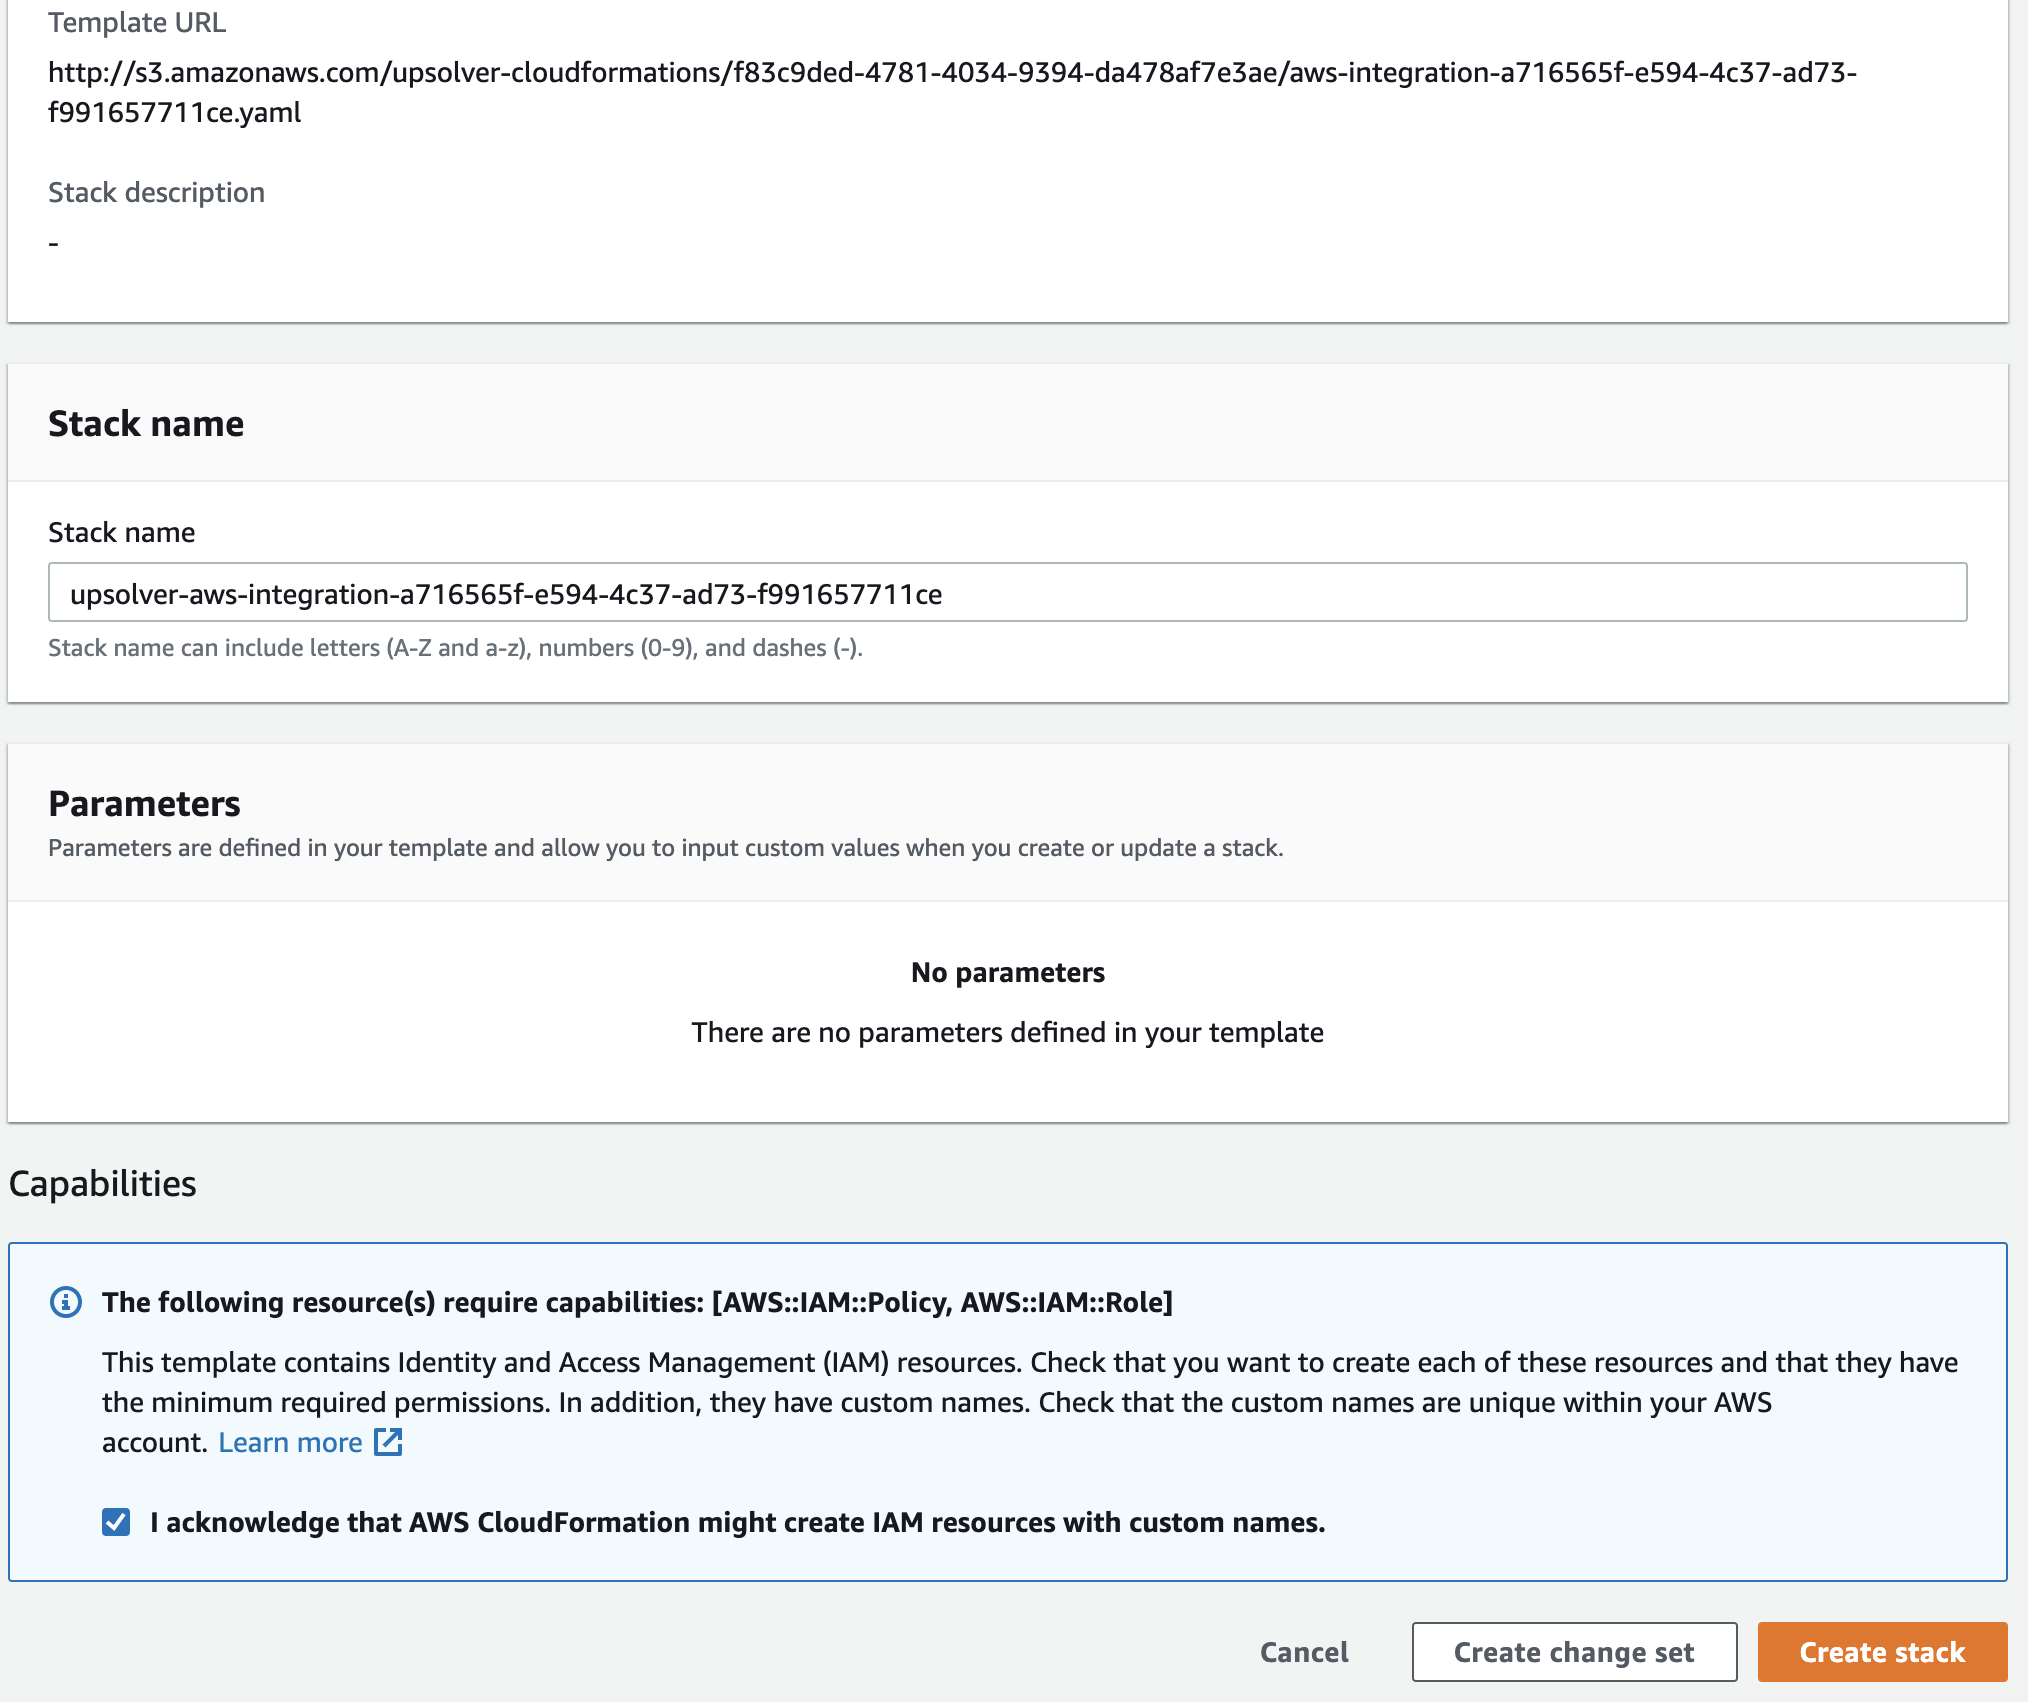 Template URL
http://s3.amazonaws.com/upsolver-cloudformations/f83c9ded-4781-4034-9394-da478af7e3ae/aws-integration-a716565f-e594-4c37-ad73-
f991657711ce.yaml
Stack description
-
Stack name
Stack name
upsolver-aws-integration-a716565f-e594-4c37-ad73-f991657711ce
Stack name can include letters (A-Z and a-z), numbers (0-9), and dashes (-).
Parameters
Parameters are defined in your template and allow you to input custom values when you create or update a stack.
No parameters
There are no parameters defined in your template
Capabilities
The following resource(s) require capabilities: [AWS::IAM::Policy, AWS::IAM::Role]
This template contains Identity and Access Management (IAM) resources. Check that you want to create each of these resources and that they have
the minimum required permissions. In addition, they have custom names. Check that the custom names are unique within your AWS
account. Learn more
I acknowledge that AWS CloudFormation might create IAM resources with custom names.
Cancel
Create change set
Create stack